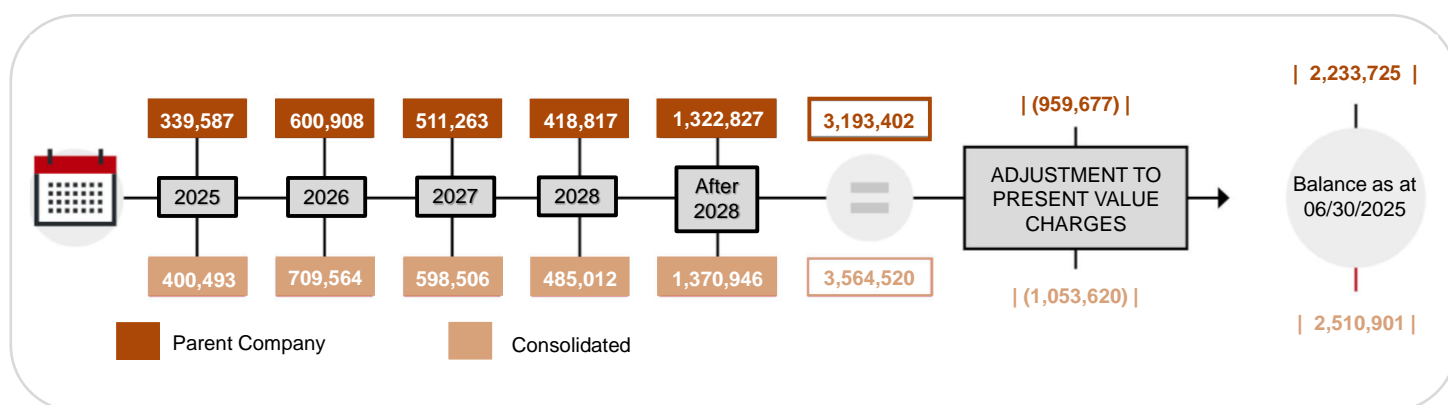 | 2,233,725 |
339,587 600,908 511,263 418,817 1,322,827 3,193,402 | (959,677) |
2025 2026 2027 2028 After
2028
ADJUSTMENT TO
PRESENT VALUE
CHARGES
Balance as at
06/30/2025
400,493 709,564 598,506 485,012 1,370,946 3,564,520 | (1,053,620) |
| 2,510,901 |
Parent Company Consolidated